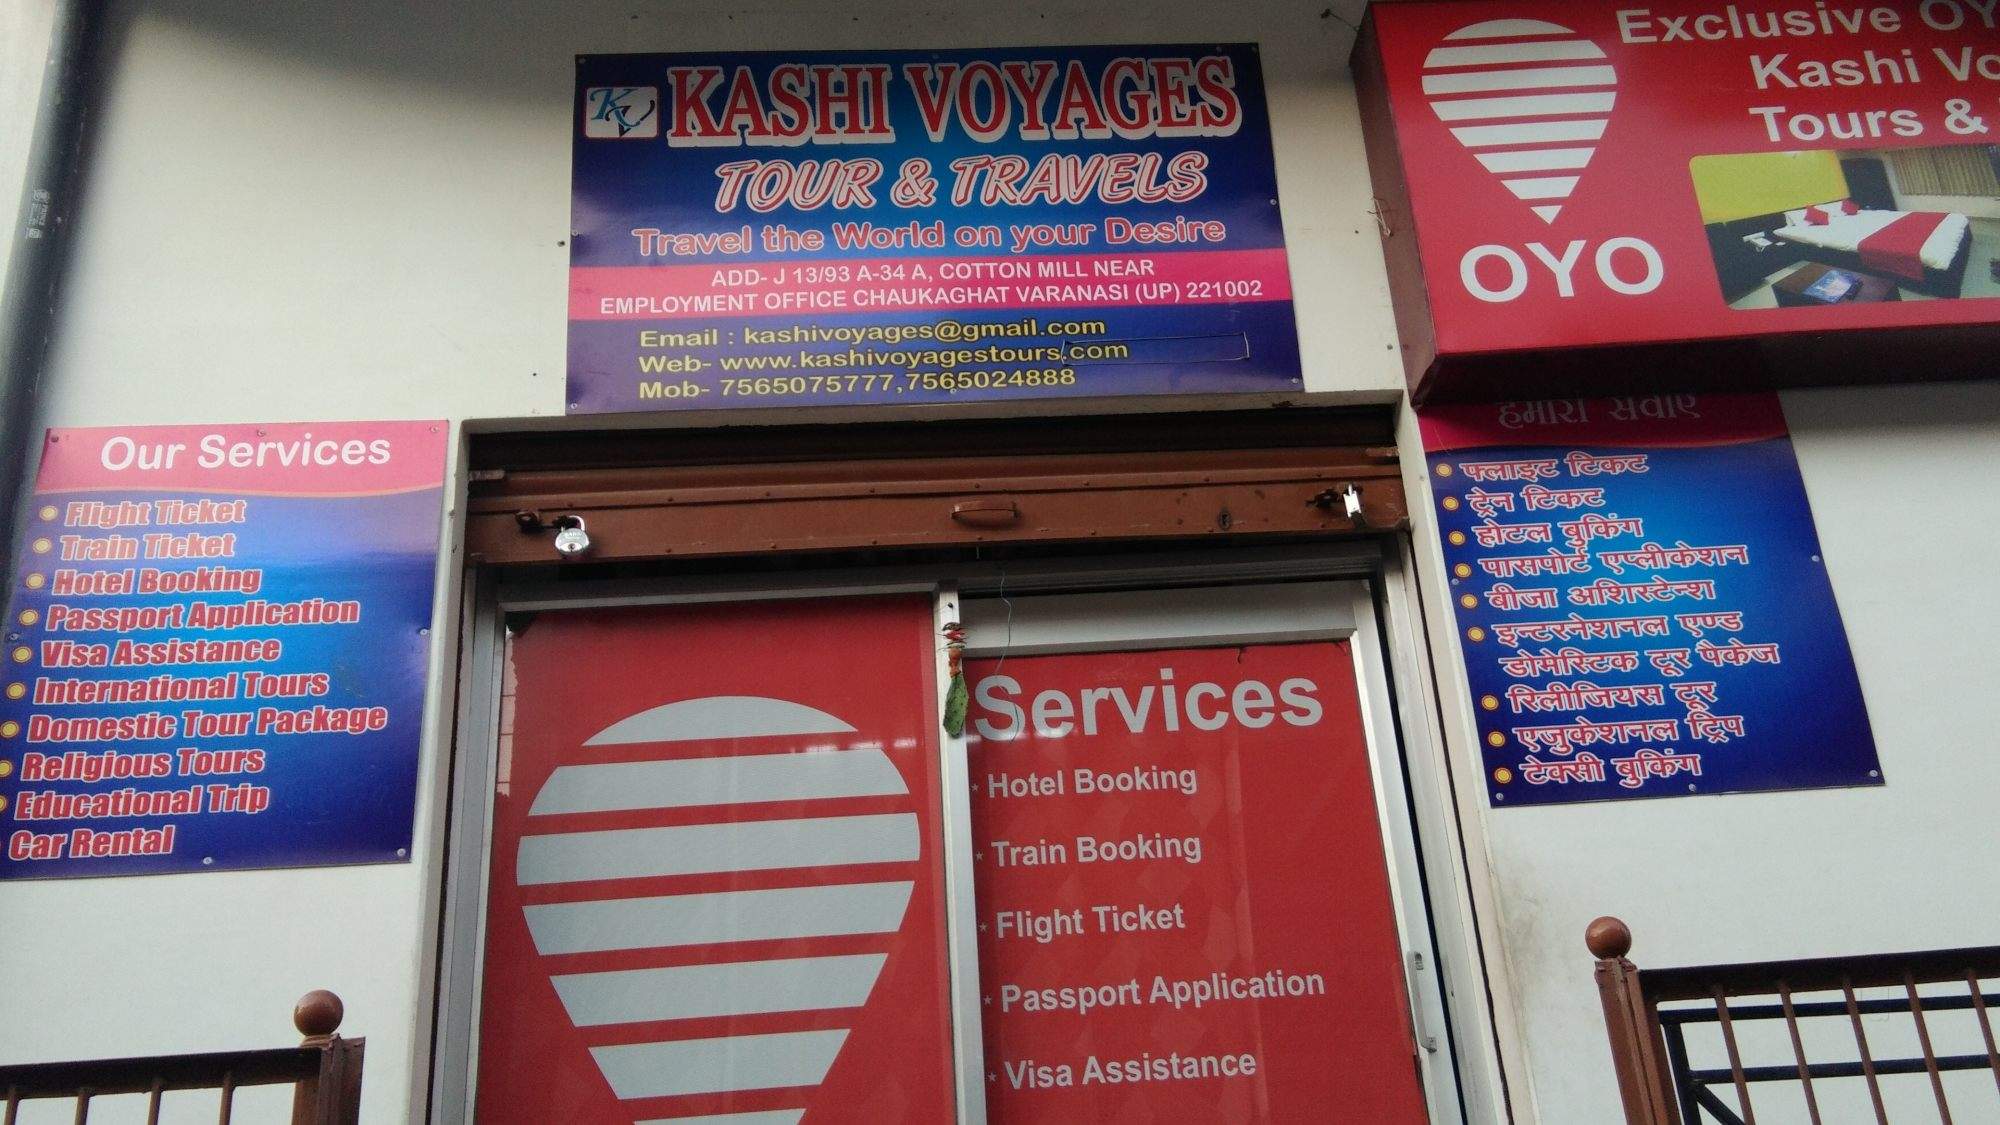 KV
KASHI VOYAGES
TOUR & TRAVELS
Travel the World on your Desire
ADD- J 13/93 A-34 A, COTTON MILL NEAR
EMPLOYMENT OFFICE CHAUKAGHAT VARANASI (UP) 221002
Email : kashivoyages@gmail.com
Web- www.kashivoyagestours.com
Mob- 7565075777,7565024888
Exclusive OY
Kashi Vo
Tours &
OYO
Our Services
Flight Ticket
Train Ticket
Hotel Booking
Passport Application
Visa Assistance
International Tours
Domestic Tour Package
Religious Tours
Educational Trip
Car Rental
Services
Hotel Booking
Train Booking
Flight Ticket
Passport Application
Visa Assistance
हमारी सेवाएं
फ्लाइट टिकट
ट्रेन टिकट
होटल बुकिंग
पासपोर्ट एप्लीकेशन
बीजा अशिस्टेन्श
इन्टरनेशनल एण्ड
डोमेस्टिक टूर पैकेज
रिलीजियस टूर
एजुकेशनल ट्रिप
टेक्सी बुकिंग